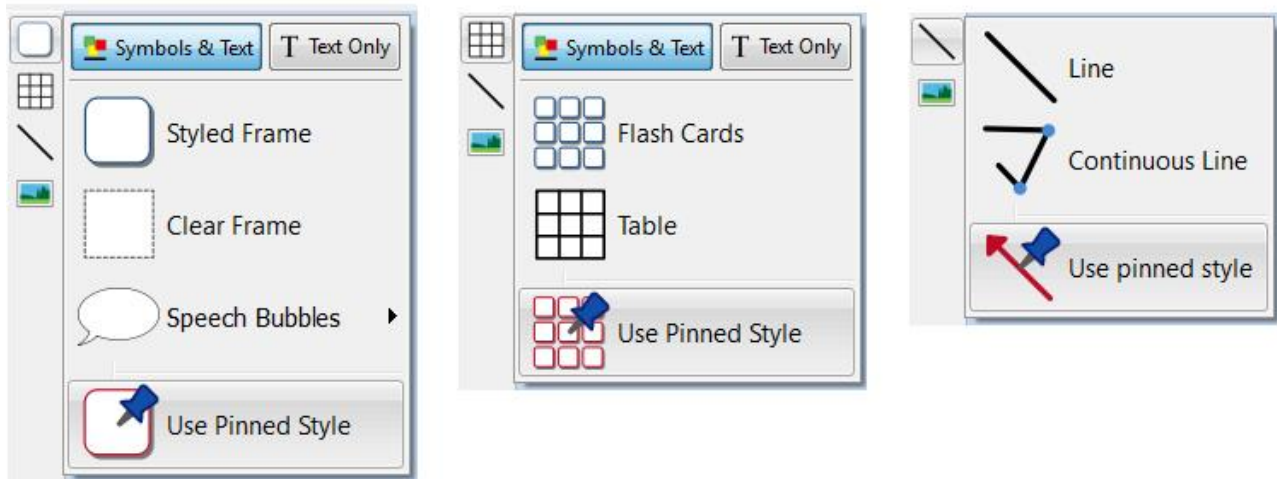 Symbols & Text
T Text Only
Styled Frame
Clear Frame
Speech Bubbles
Use Pinned Style
Symbols & Text
T Text Only
Flash Cards
Table
Use Pinned Style
Line
Continuous Line
Use pinned style